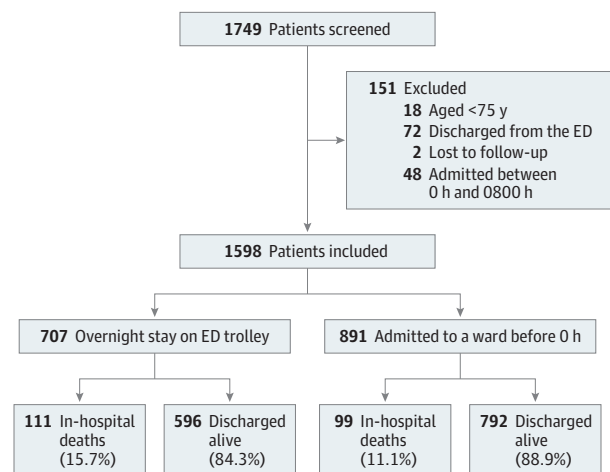 1749 Patients screened
151 Excluded
18 Aged <75 y
72 Discharged from the ED
2 Lost to follow-up
48 Admitted between
0 h and 0800 h
1598 Patients included
707 Overnight stay on ED trolley
891 Admitted to a ward before 0 h
111 In-hospital
deaths
(15.7%)
596 Discharged
alive
(84.3%)
99 In-hospital
deaths
(11.1%)
792 Discharged
alive
(88.9%)